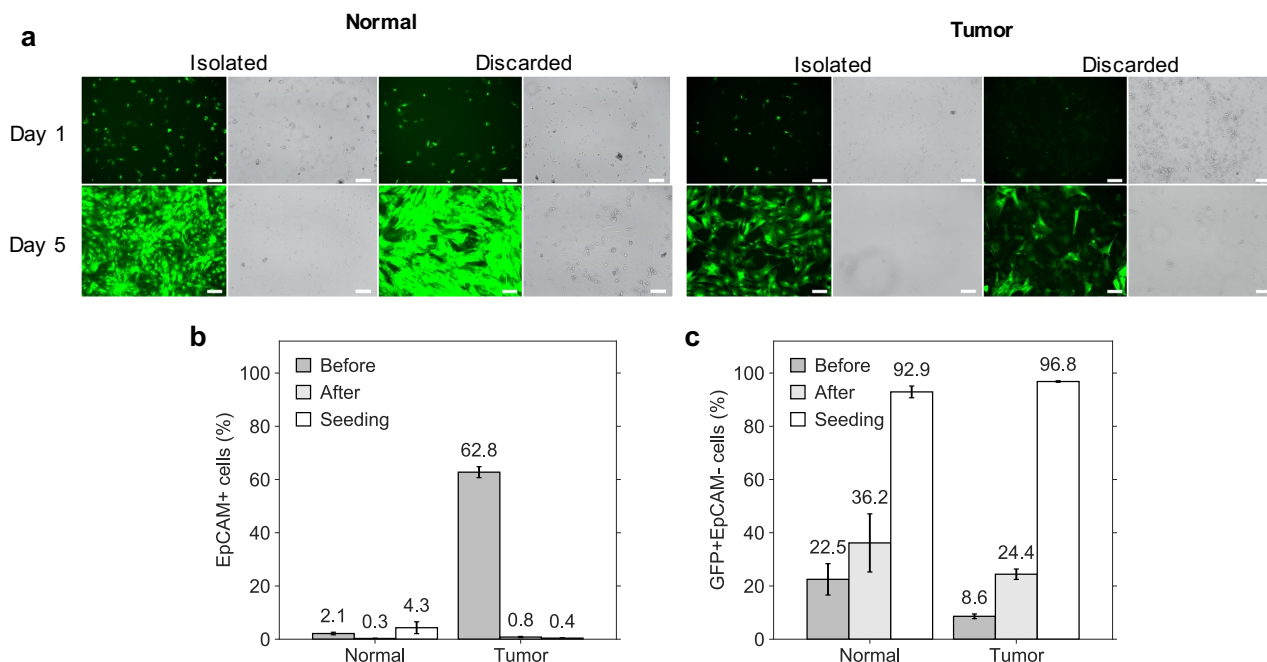 a
Normal
Tumor
Isolated
Discarded
Isolated
Discarded
Day 1
Day 5
b
Before
After
Seeding
EpCAM+ cells (%)
100
80
60
40
20
0
2.1
0.3
4.3
62.8
0.8
0.4
Normal
Tumor
c
Before
After
Seeding
GFP+EpCAM- cells (%)
100
80
60
40
20
0
22.5
36.2
92.9
8.6
24.4
96.8
Normal
Tumor